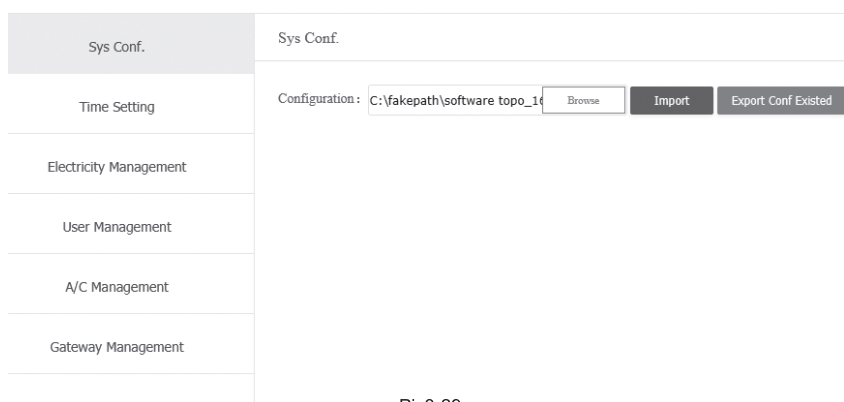 Sys Conf.
Time Setting
Electricity Management
User Management
A/C Management
Gateway Management
Sys Conf.
Configuration: C:\fakepath\software topo_16 Browse Import Export Conf Existed